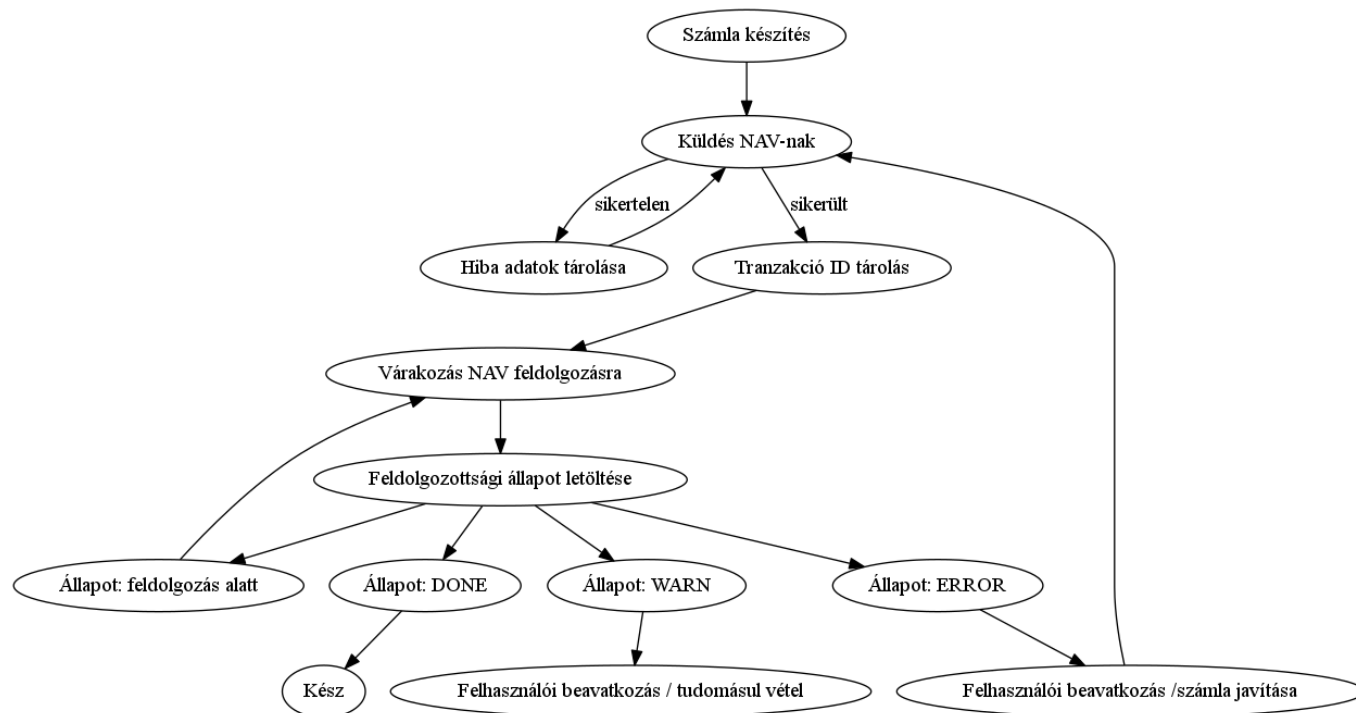 Számla készítés
Küldés NAV-nak
sikertelen
sikerült
Hiba adatok tárolása
Tranzakció ID tárolás
Várakozás NAV feldolgozásra
Feldolgozottsági állapot letöltése
Állapot: feldolgozás alatt
Állapot: DONE
Állapot: WARN
Állapot: ERROR
Kész
Felhasználói beavatkozás / tudomásul vétel
Felhasználói beavatkozás /számla javítása